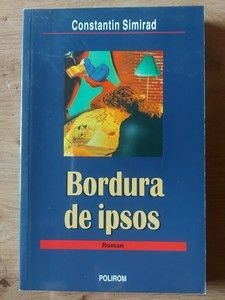 Constantin Simirad
Bordura
de ipsos
Roman
POLIROM